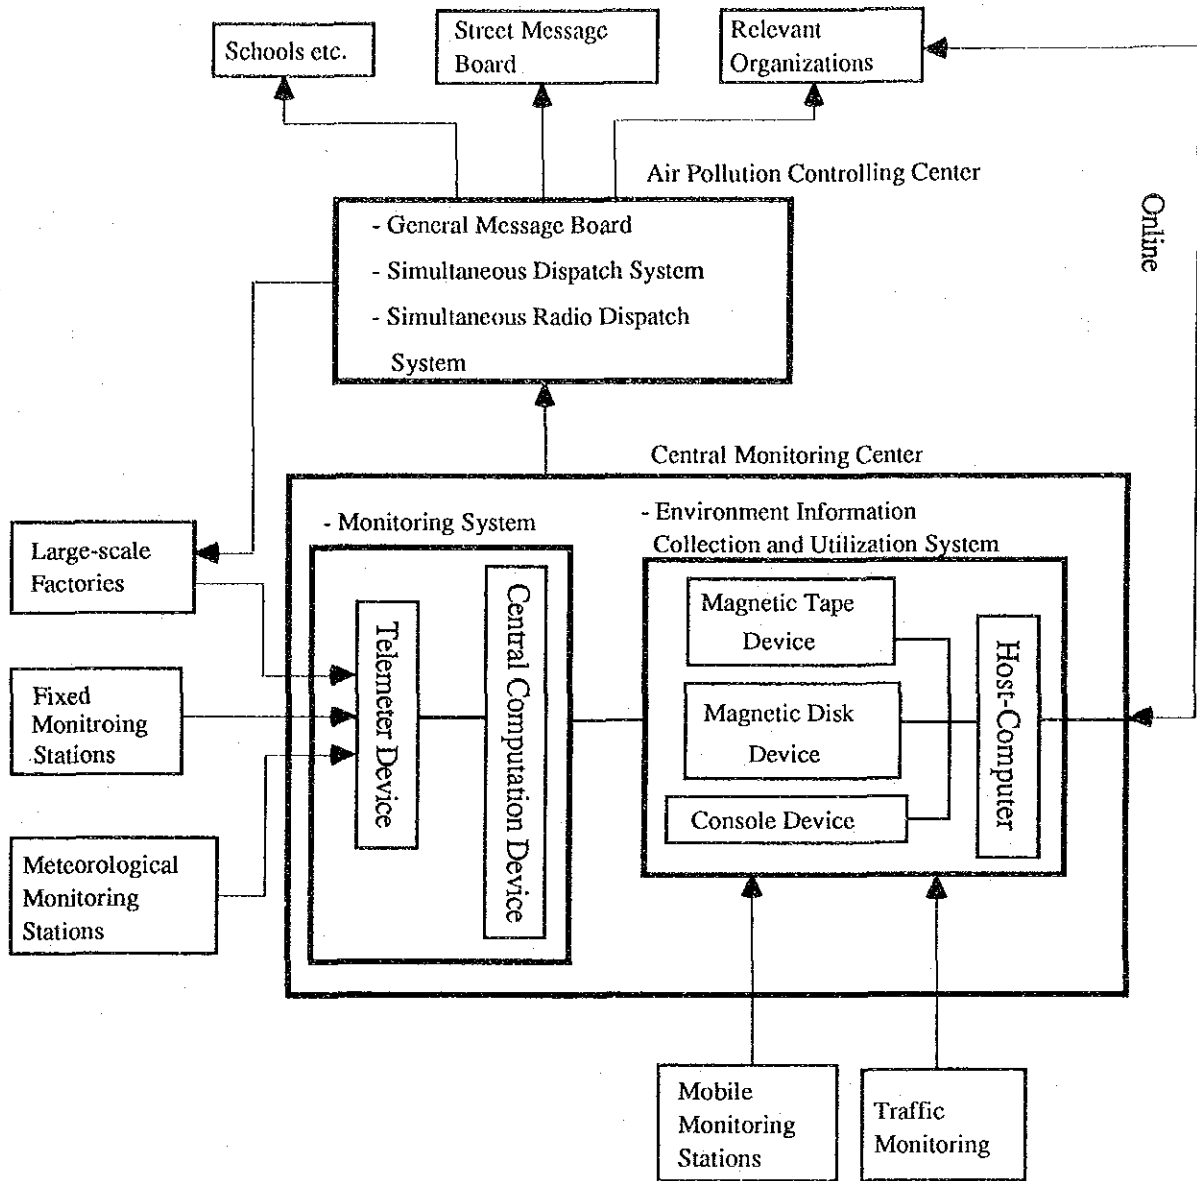 Schools etc.
Street Message
Board
Relevant
Organizations
Air Pollution Controlling Center
Online
- General Message Board
- Simultaneous Dispatch System
- Simultaneous Radio Dispatch
System
Central Monitoring Center
- Monitoring System
- Environment Information
Collection and Utilization System
Large-scale
Factories
Fixed
Monitroing
Stations
Meteorological
Monitoring
Stations
Telemeter Device
Central Computation Device
Magnetic Tape
Device
Magnetic Disk
Device
Console Device
Host-Computer
Mobile
Monitoring
Stations
Traffic
Monitoring